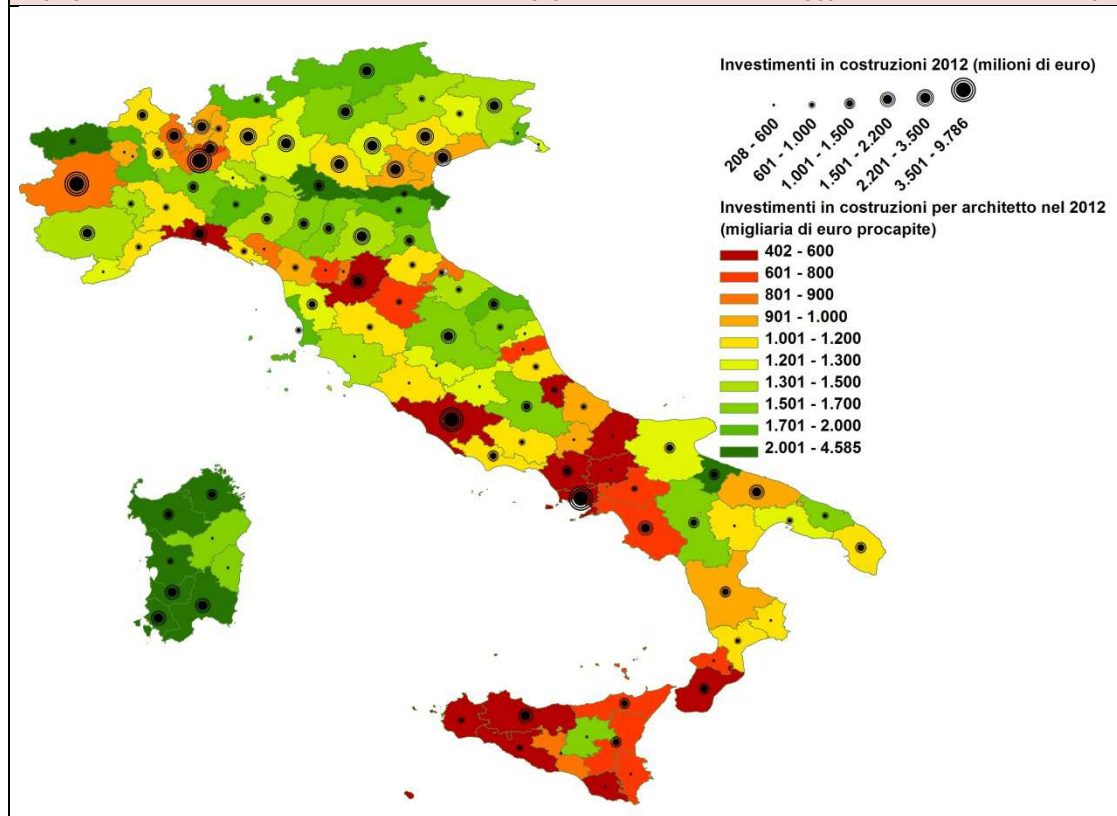 Investimenti in costruzioni 2012 (milioni di euro)
208 - 600
601 - 1.000
1.001 - 1.500
1.501 - 2.200
2.201 - 3.500
3.501 - 9.786
Investimenti in costruzioni per architetto nel 2012
(migliaria di euro procapite)
402 - 600
601 - 800
801 - 900
901 - 1.000
1.001 - 1.200
1.201 - 1.300
1.301 - 1.500
1.501 - 1.700
1.701 - 2.000
2.001 - 4.585